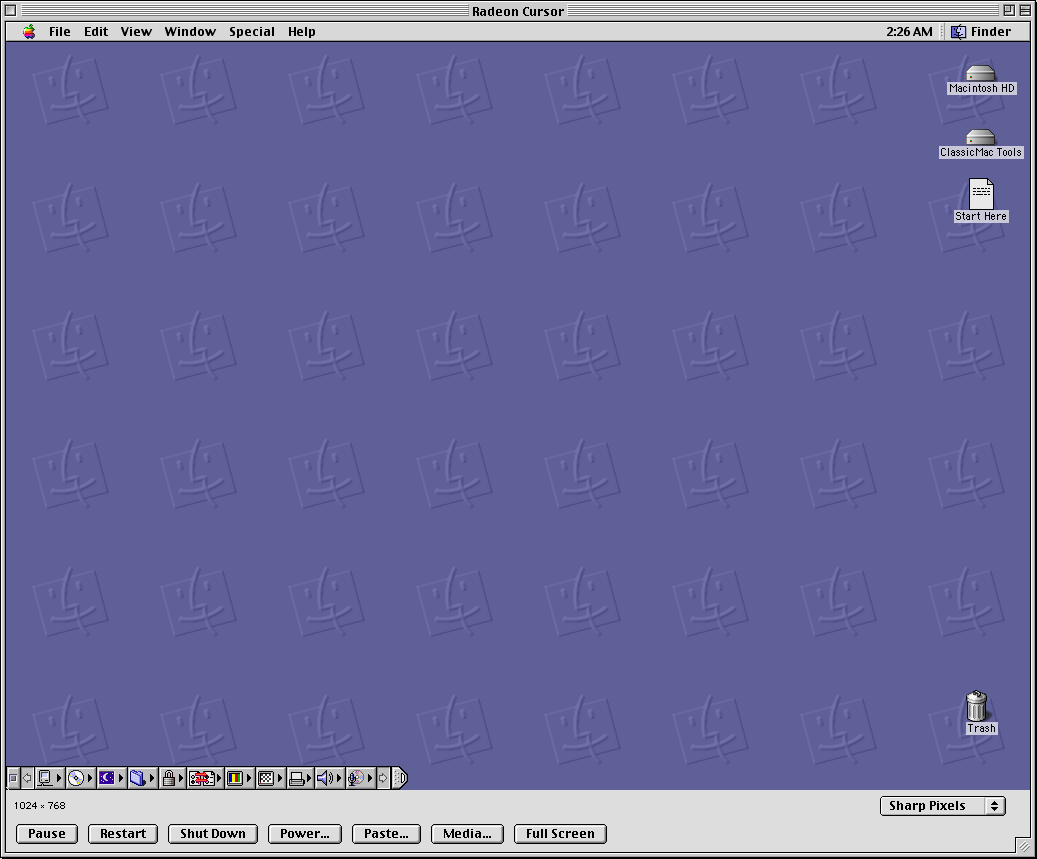 Radeon Cursor
File Edit View Window Special Help 2:26 AM Finder
Macintosh HD
ClassicMac Tools
Start Here
Trash
1024 × 768 Sharp Pixels
Pause Restart Shut Down Power... Paste... Media... Full Screen